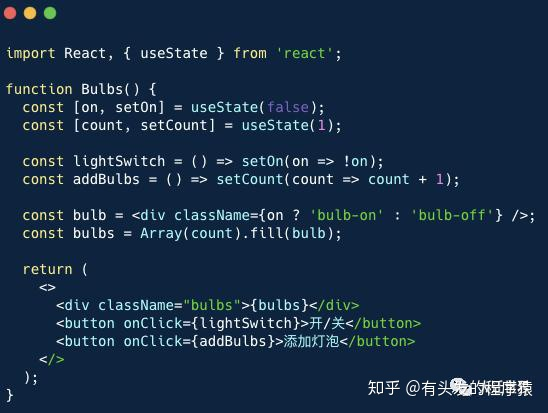 import React, { useState } from 'react';

function Bulbs() {
  const [on, setOn] = useState(false);
  const [count, setCount] = useState(1);

  const lightSwitch = () => setOn(on => !on);
  const addBulbs = () => setCount(count => count + 1);

  const bulb = <div className={on ? 'bulb-on' : 'bulb-off'} />;
  const bulbs = Array(count).fill(bulb);

  return (
    <>
      <div className="bulbs">{bulbs}</div>
      <button onClick={lightSwitch}>开/关</button>
      <button onClick={addBulbs}>添加灯泡</button>
    </>
  );
}
知乎 @有头发的程序猿